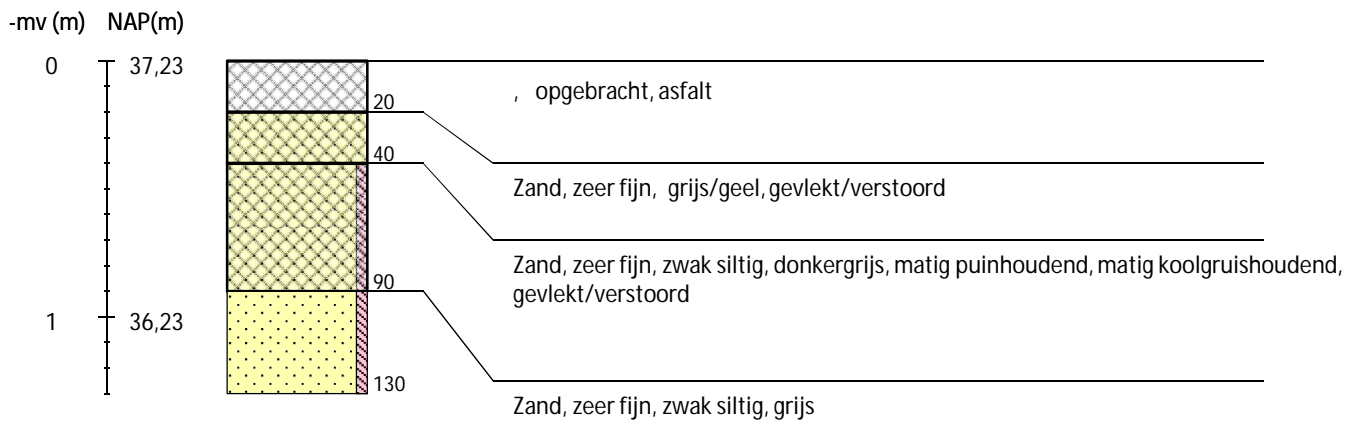 -mv (m) NAP(m)
0 37,23
, opgebracht, asfalt
20
40
Zand, zeer fijn, grijs/geel, gevlekt/verstoord
Zand, zeer fijn, zwak siltig, donkergrijs, matig puinhoudend, matig koolgruishoudend,
90
gevlekt/verstoord
1 36,23
130
Zand, zeer fijn, zwak siltig, grijs